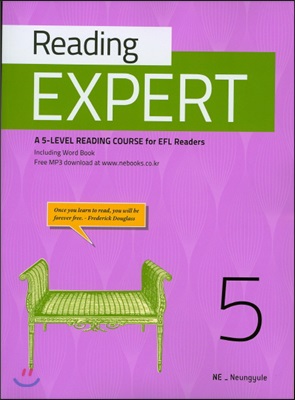 Reading
EXPERT
A 5-LEVEL READING COURSE for EFL Readers
Including Word Book
Free MP3 download at www.nebooks.co.kr
Once you learn to read, you will be
forever free. - Frederick Douglass
5
NE _ Neungyule